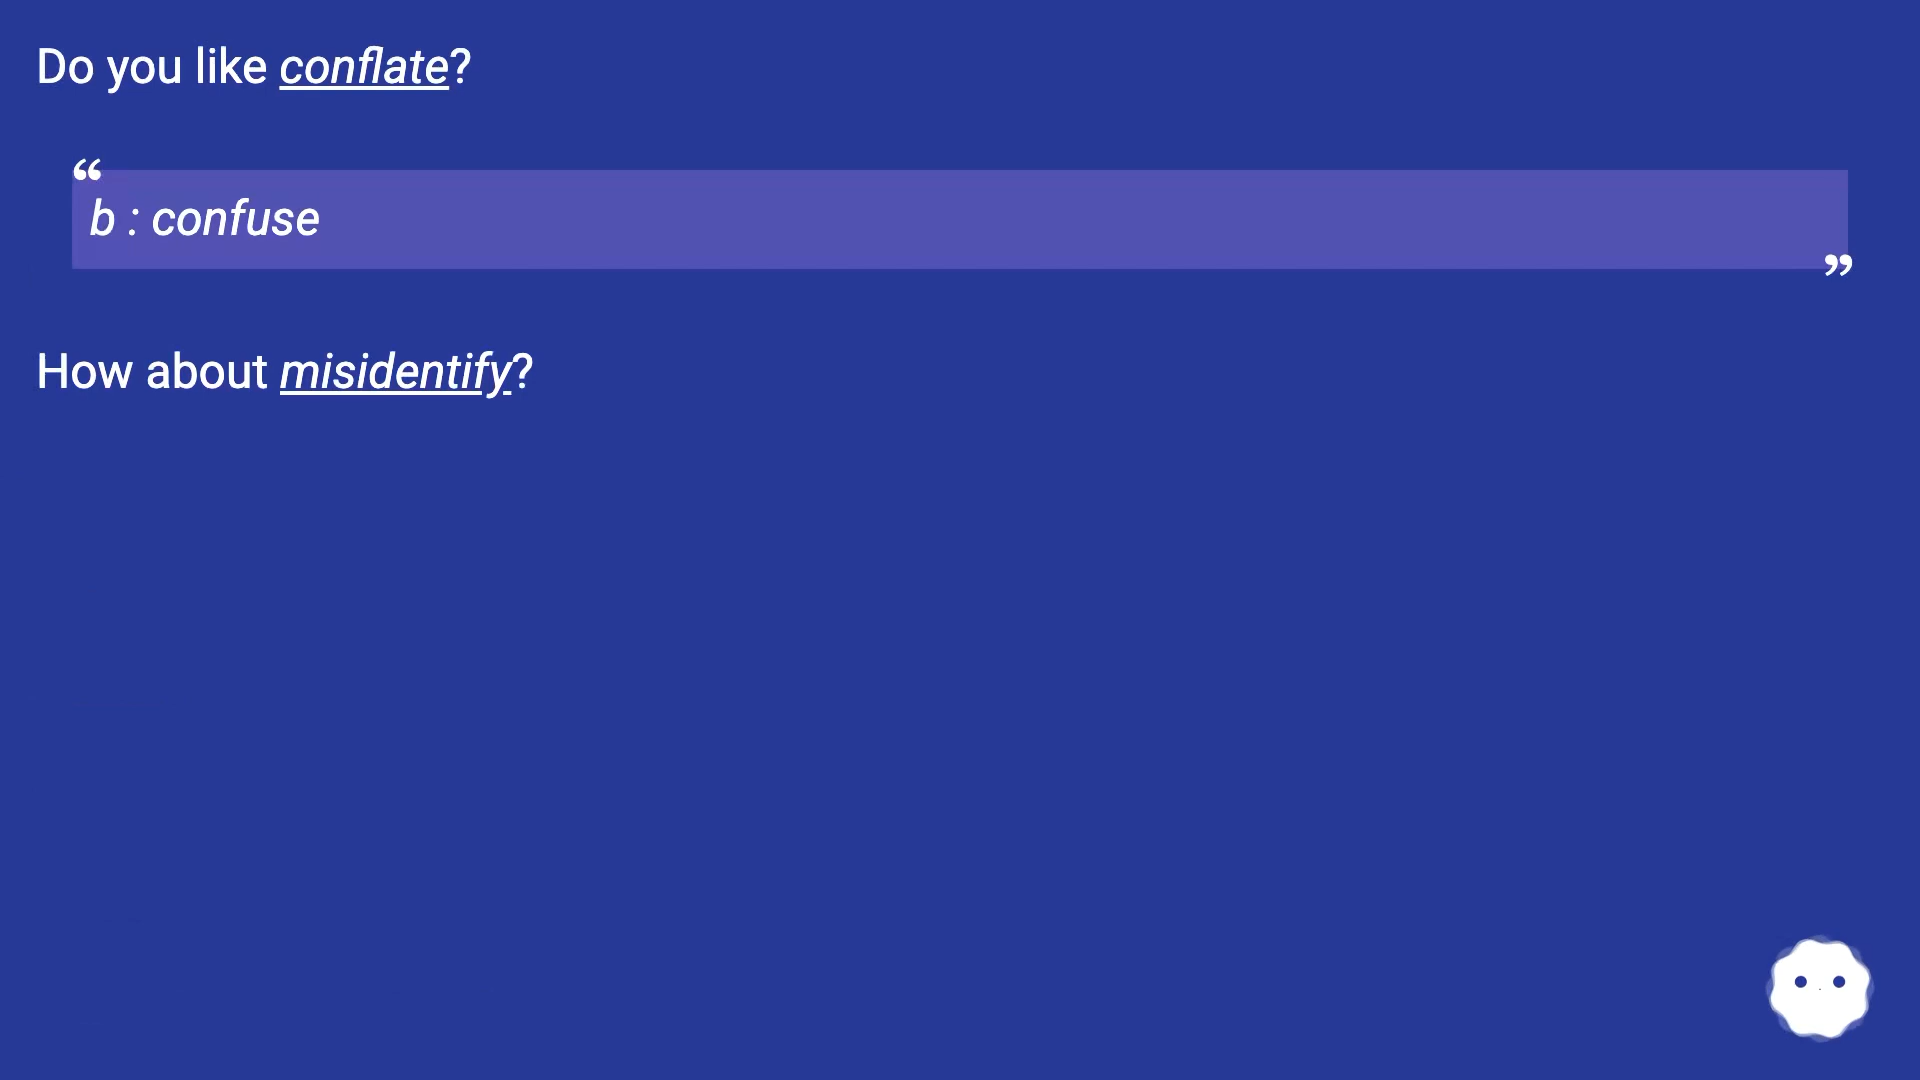 Do you like conflate?
“
b : confuse
”
How about misidentify?